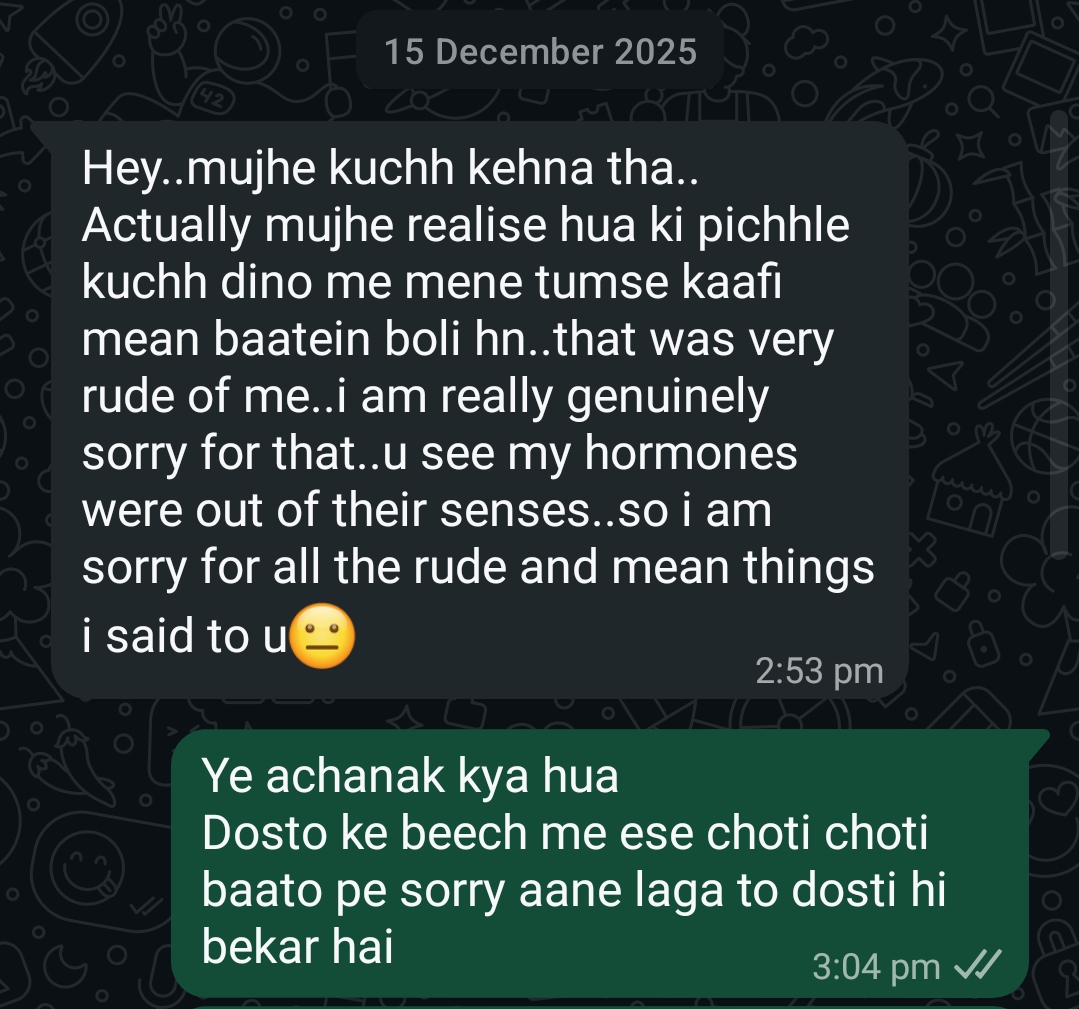 15 December 2025
Hey..mujhe kuchh kehna tha..
Actually mujhe realise hua ki pichhle
kuchh dino me mene tumse kaafi
mean baatein boli hn..that was very
rude of me..i am really genuinely
sorry for that..u see my hormones
were out of their senses..so i am
sorry for all the rude and mean things
i said to u😐
2:53 pm
Ye achanak kya hua
Dosto ke beech me ese choti choti
baato pe sorry aane laga to dosti hi
bekar hai
3:04 pm